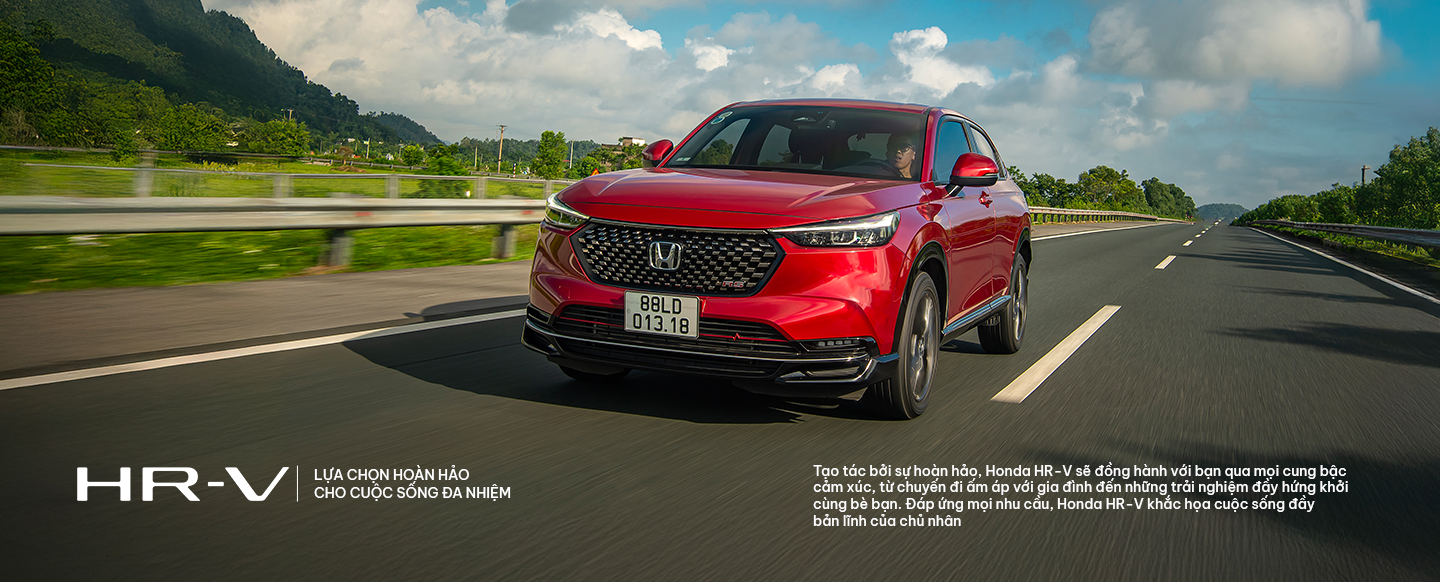 RS
88LD
013.18
HR-V
LỰA CHỌN HOÀN HẢO
CHO CUỘC SỐNG ĐA NHIỆM
Tạo tác bởi sự hoàn hảo, Honda HR-V sẽ đồng hành với bạn qua mọi cung bậc
cảm xúc, từ chuyến đi ấm áp với gia đình đến những trải nghiệm đầy hứng khởi
cùng bè bạn. Đáp ứng mọi nhu cầu, Honda HR-V khắc họa cuộc sống đầy
bản lĩnh của chủ nhân